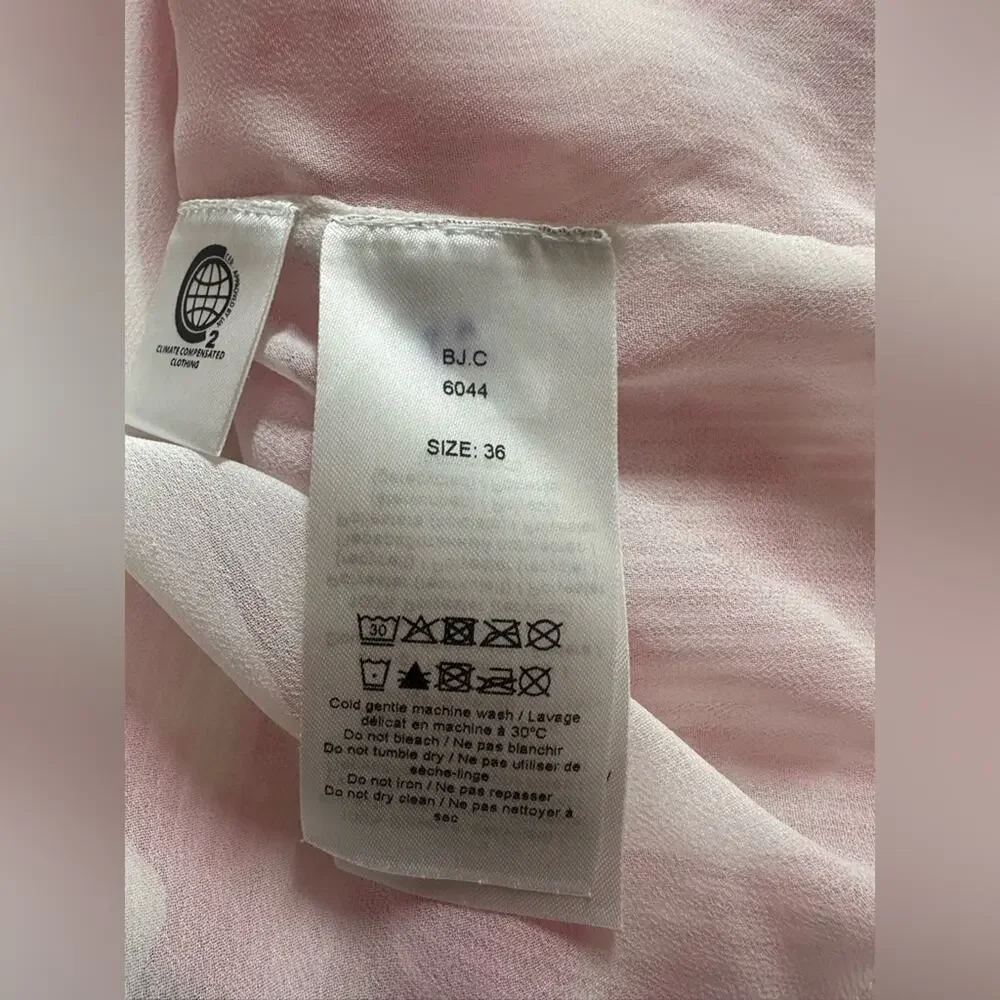 CLIMATE COMPENSATED
CLOTHING
2
BJ.C
6044
SIZE: 36
30
Cold gentle machine wash / Lavage
délicat en machine à 30°C
Do not bleach / Ne pas blanchir
Do not tumble dry / Ne pas utiliser de
sèche-linge
Do not iron / Ne pas repasser
Do not dry clean / Ne pas nettoyer à
sec